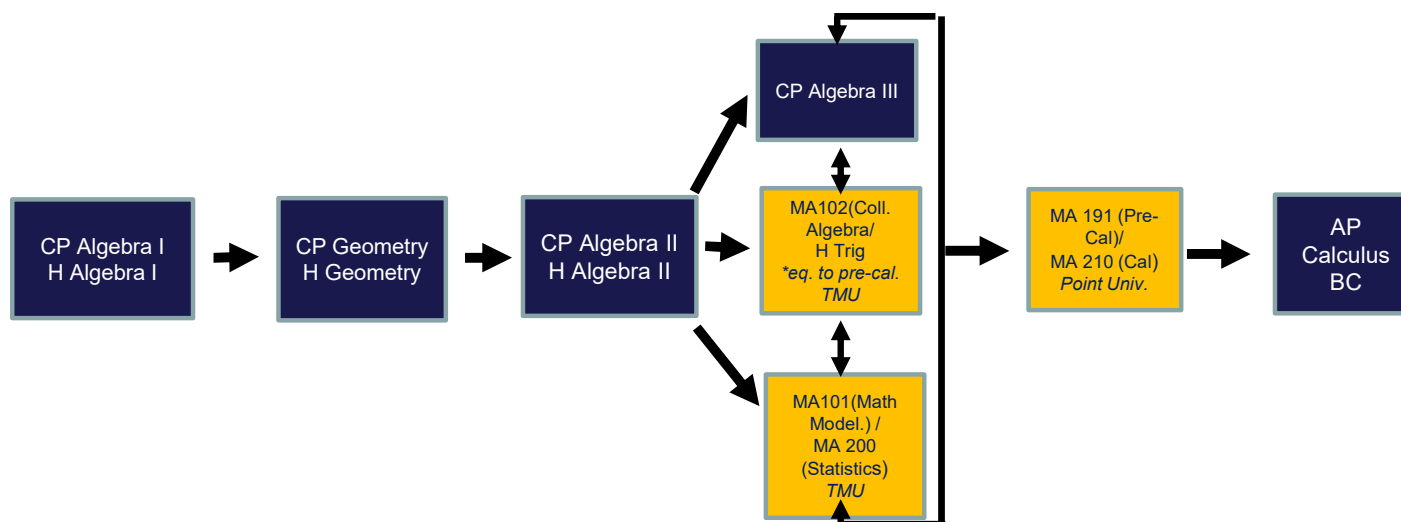 CP Algebra I
H Algebra I
CP Geometry
H Geometry
CP Algebra II
H Algebra II
CP Algebra III
MA102(Coll.
Algebra/
H Trig
*eq. to pre-cal.
TMU
MA101(Math
Model.) /
MA 200
(Statistics)
TMU
MA 191 (Pre-
Cal)/
MA 210 (Cal)
Point Univ.
AP
Calculus
BC